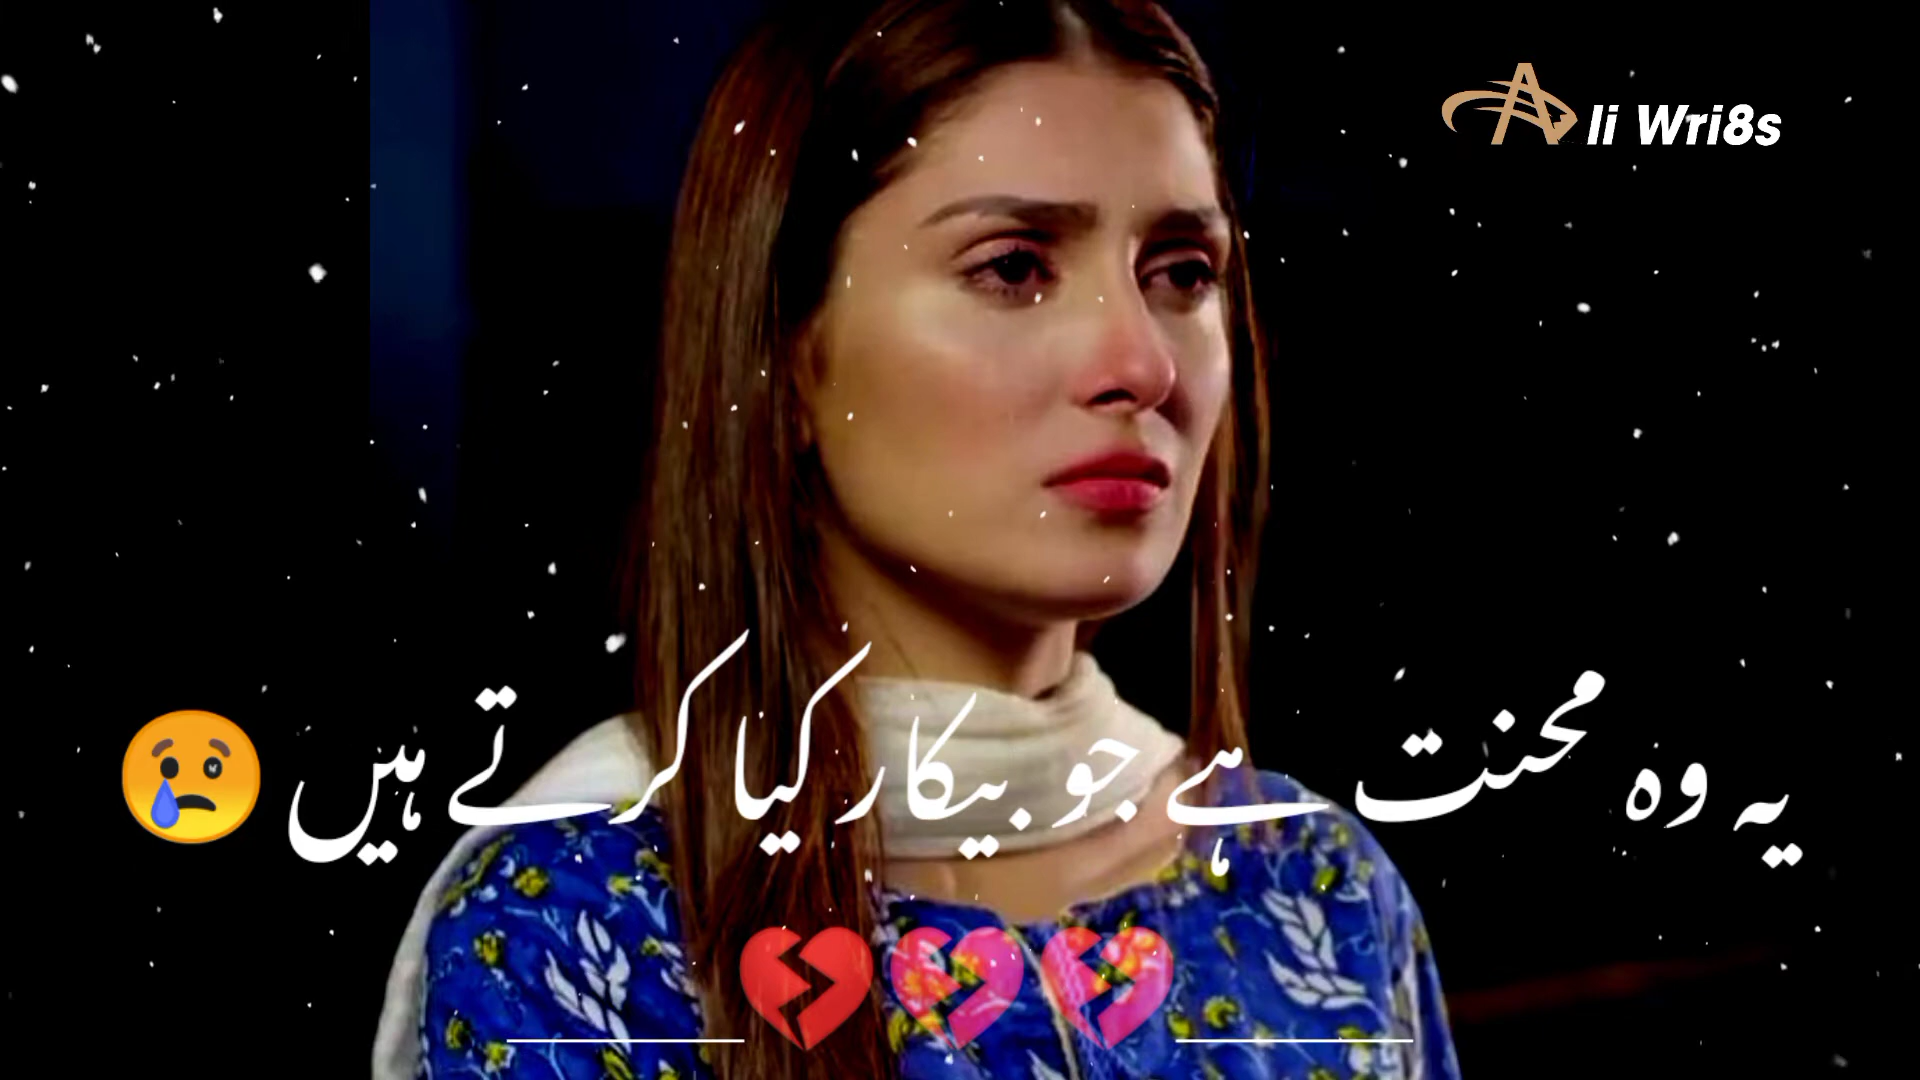 Ali Wri8s
یہ وہ محنت ہے جو بیکار کیا کرتے ہیں 😢
💔💔💔